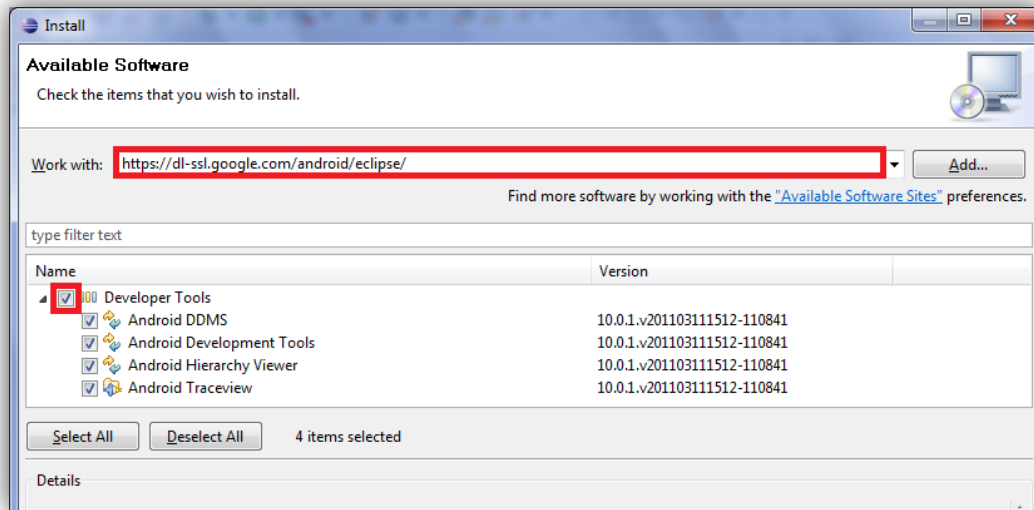 Install
Available Software
Check the items that you wish to install.
Work with: https://dl-ssl.google.com/android/eclipse/ Add...
Find more software by working with the "Available Software Sites" preferences.
type filter text
Name Version
Developer Tools
Android DDMS 10.0.1.v201103111512-110841
Android Development Tools 10.0.1.v201103111512-110841
Android Hierarchy Viewer 10.0.1.v201103111512-110841
Android Traceview 10.0.1.v201103111512-110841
Select All Deselect All 4 items selected
Details